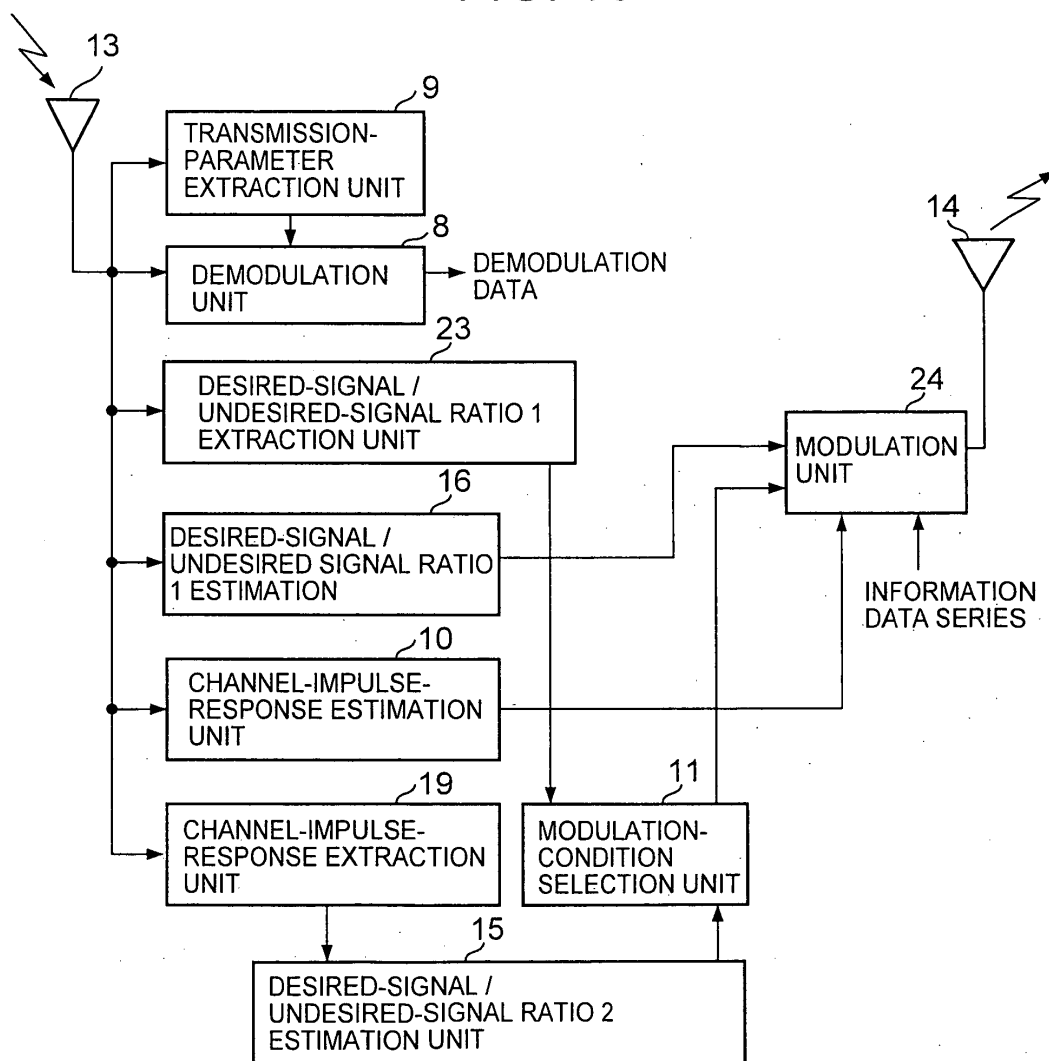 13
9
TRANSMISSION-
PARAMETER
EXTRACTION UNIT
8
DEMODULATION
UNIT
DEMODULATION
DATA
14
23
DESIRED-SIGNAL /
UNDESIRED-SIGNAL RATIO 1
EXTRACTION UNIT
24
MODULATION
UNIT
16
DESIRED-SIGNAL /
UNDESIRED SIGNAL RATIO
1 ESTIMATION
INFORMATION
DATA SERIES
10
CHANNEL-IMPULSE-
RESPONSE ESTIMATION
UNIT
19
CHANNEL-IMPULSE-
RESPONSE EXTRACTION
UNIT
11
MODULATION-
CONDITION
SELECTION UNIT
15
DESIRED-SIGNAL /
UNDESIRED-SIGNAL RATIO 2
ESTIMATION UNIT